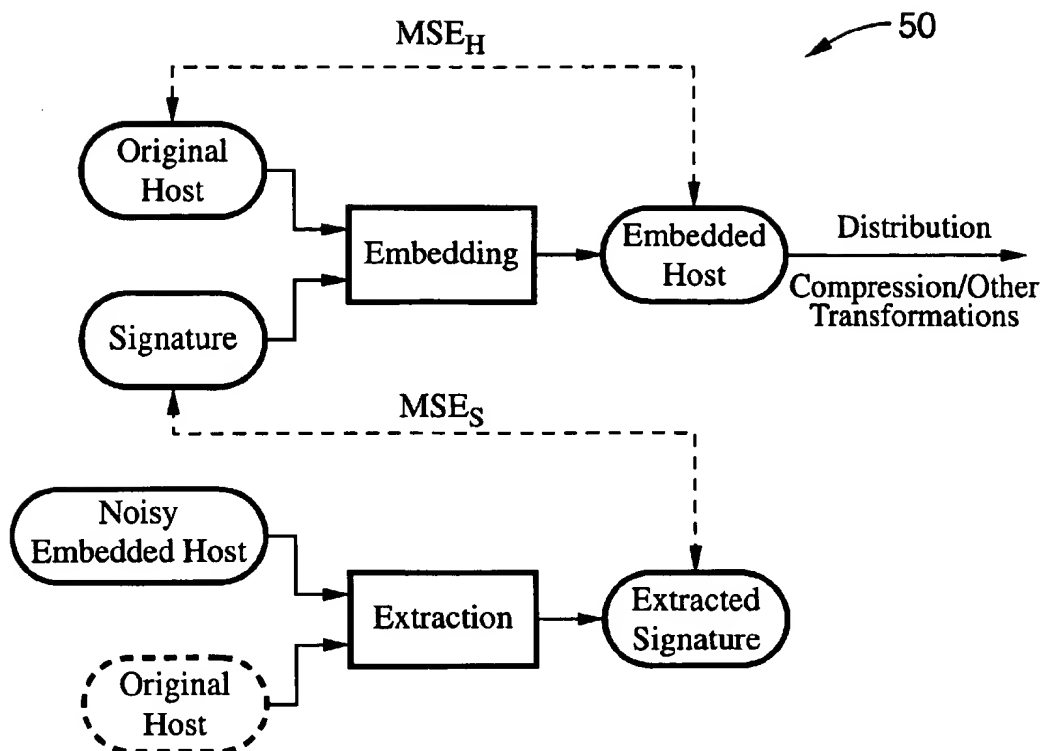 MSE_H
50
Original
Host
Embedding
Embedded
Host
Distribution
Compression/Other
Transformations
Signature
MSE_S
Noisy
Embedded Host
Extraction
Extracted
Signature
Original
Host